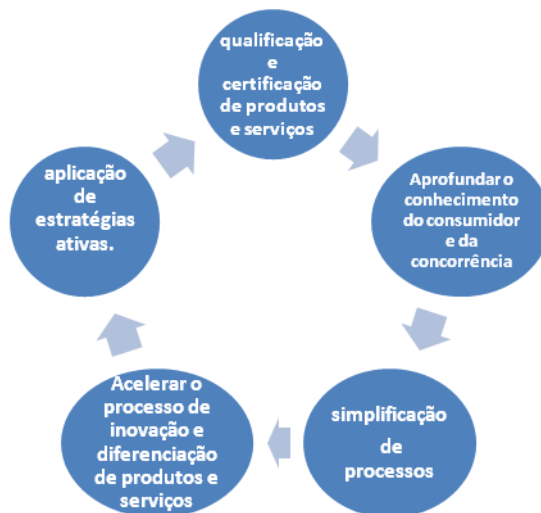 qualificação
e
certificação
de produtos
e serviços
Aprofundar o
conhecimento
do consumidor
e da
concorrência
simplificação
de
processos
Acelerar o
processo de
inovação e
diferenciação
de produtos e
serviços
aplicação
de
estratégias
ativas.